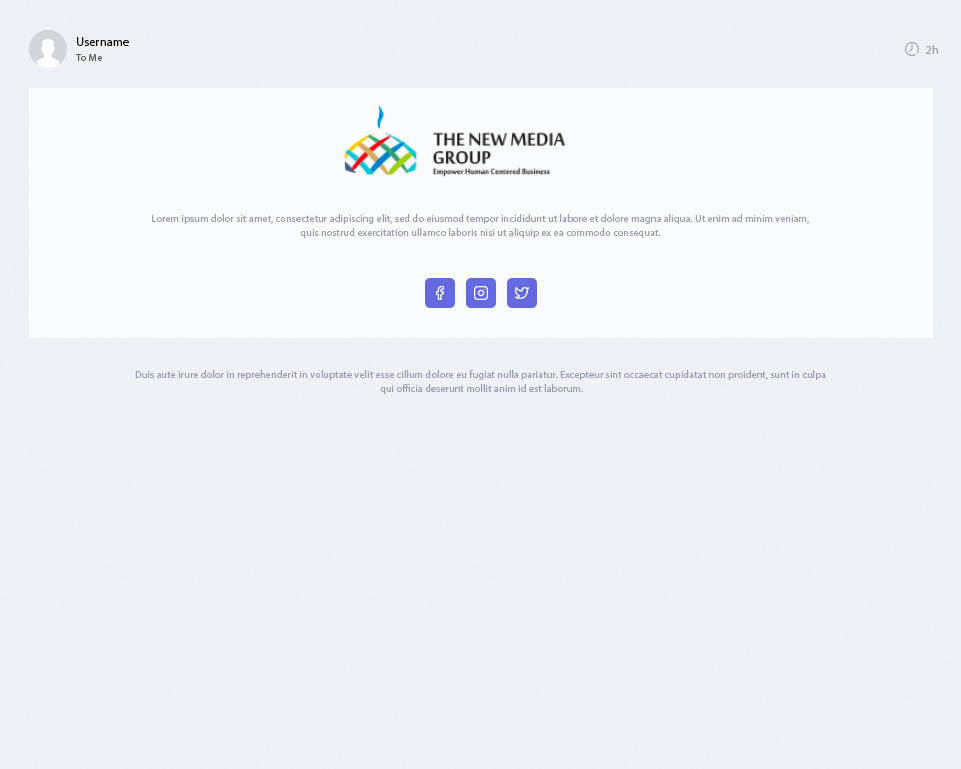 Username
To Me
2h
THE NEW MEDIA
GROUP
Empower Human Centered Business
Lorem ipsum dolor sit amet, consectetur adipiscing elit, sed do eiusmod tempor incididunt ut labore et dolore magna aliqua. Ut enim ad minim veniam,
quis nostrud exercitation ullamco laboris nisi ut aliquip ex ea commodo consequat.
Duis aute irure dolor in reprehenderit in voluptate velit esse cillum dolore eu fugiat nulla pariatur. Excepteur sint occaecat cupidatat non proident, sunt in culpa
qui officia deserunt mollit anim id est laborum.